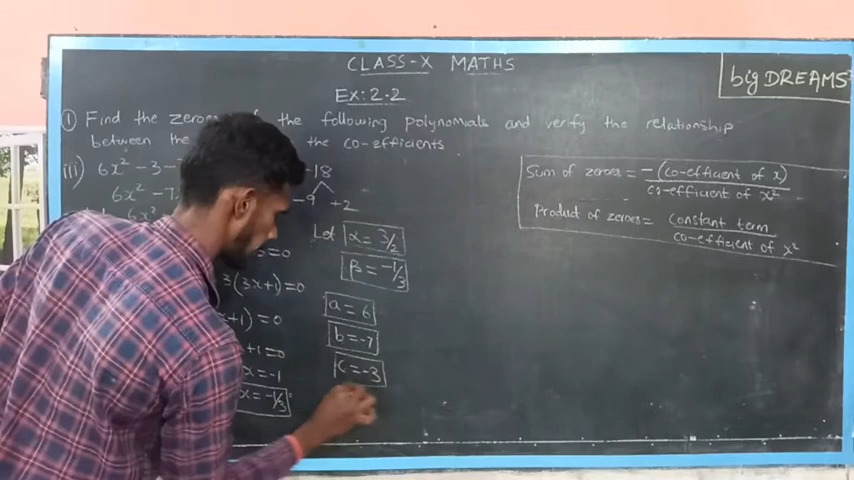 CLASS-X MATHS
big DREAMS
Ex: 2.2
① Find the zeroes of the following polynomials and verify the relationship
between the the co-efficients
iii) 6x² - 3 - -18
6x² - 7 -9 +2
6x²
Let α = 3/2
=0
β = -1/3
3(3x+1)=0
a = 6
x+1)=0
b = -7
+1=0
c = -3
x = -1
x = -1/3
Sum of zeroes = -(co-efficient of x)
co-efficient of x²
Product of zeroes = constant term
co-efficient of x²